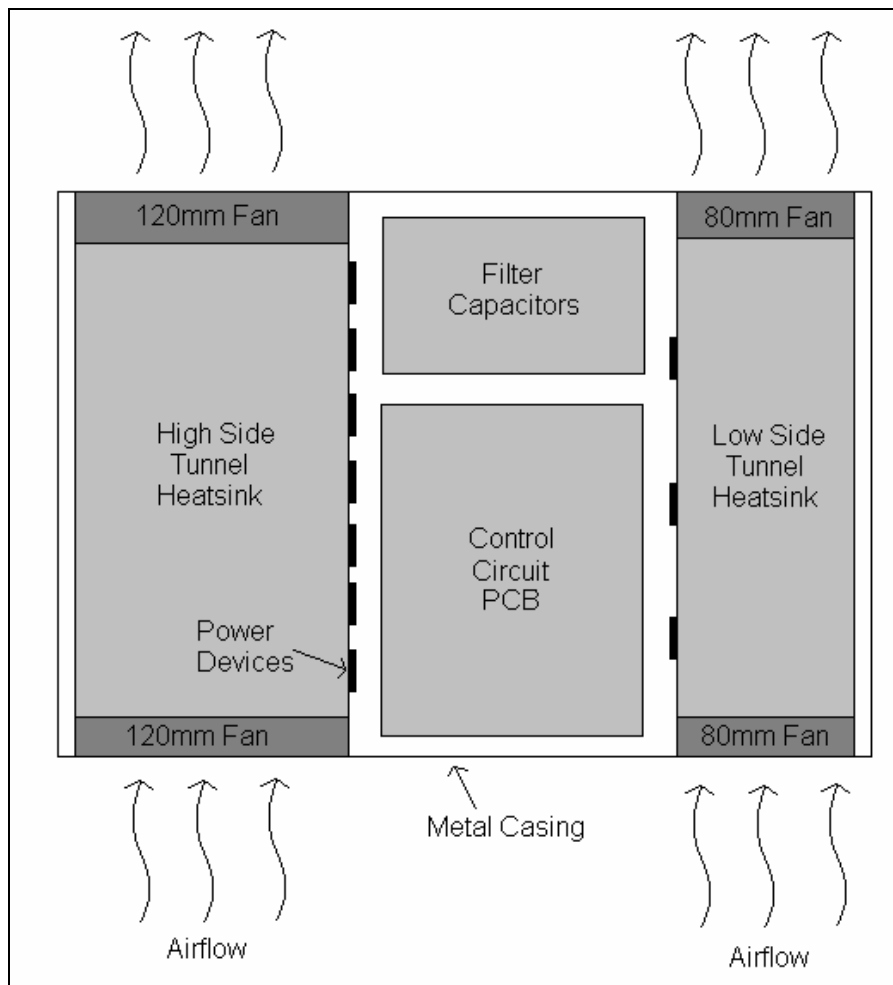 120mm Fan
80mm Fan
Filter
Capacitors
High Side
Tunnel
Heatsink
Low Side
Tunnel
Heatsink
Control
Circuit
PCB
Power
Devices
120mm Fan
80mm Fan
Metal Casing
Airflow
Airflow